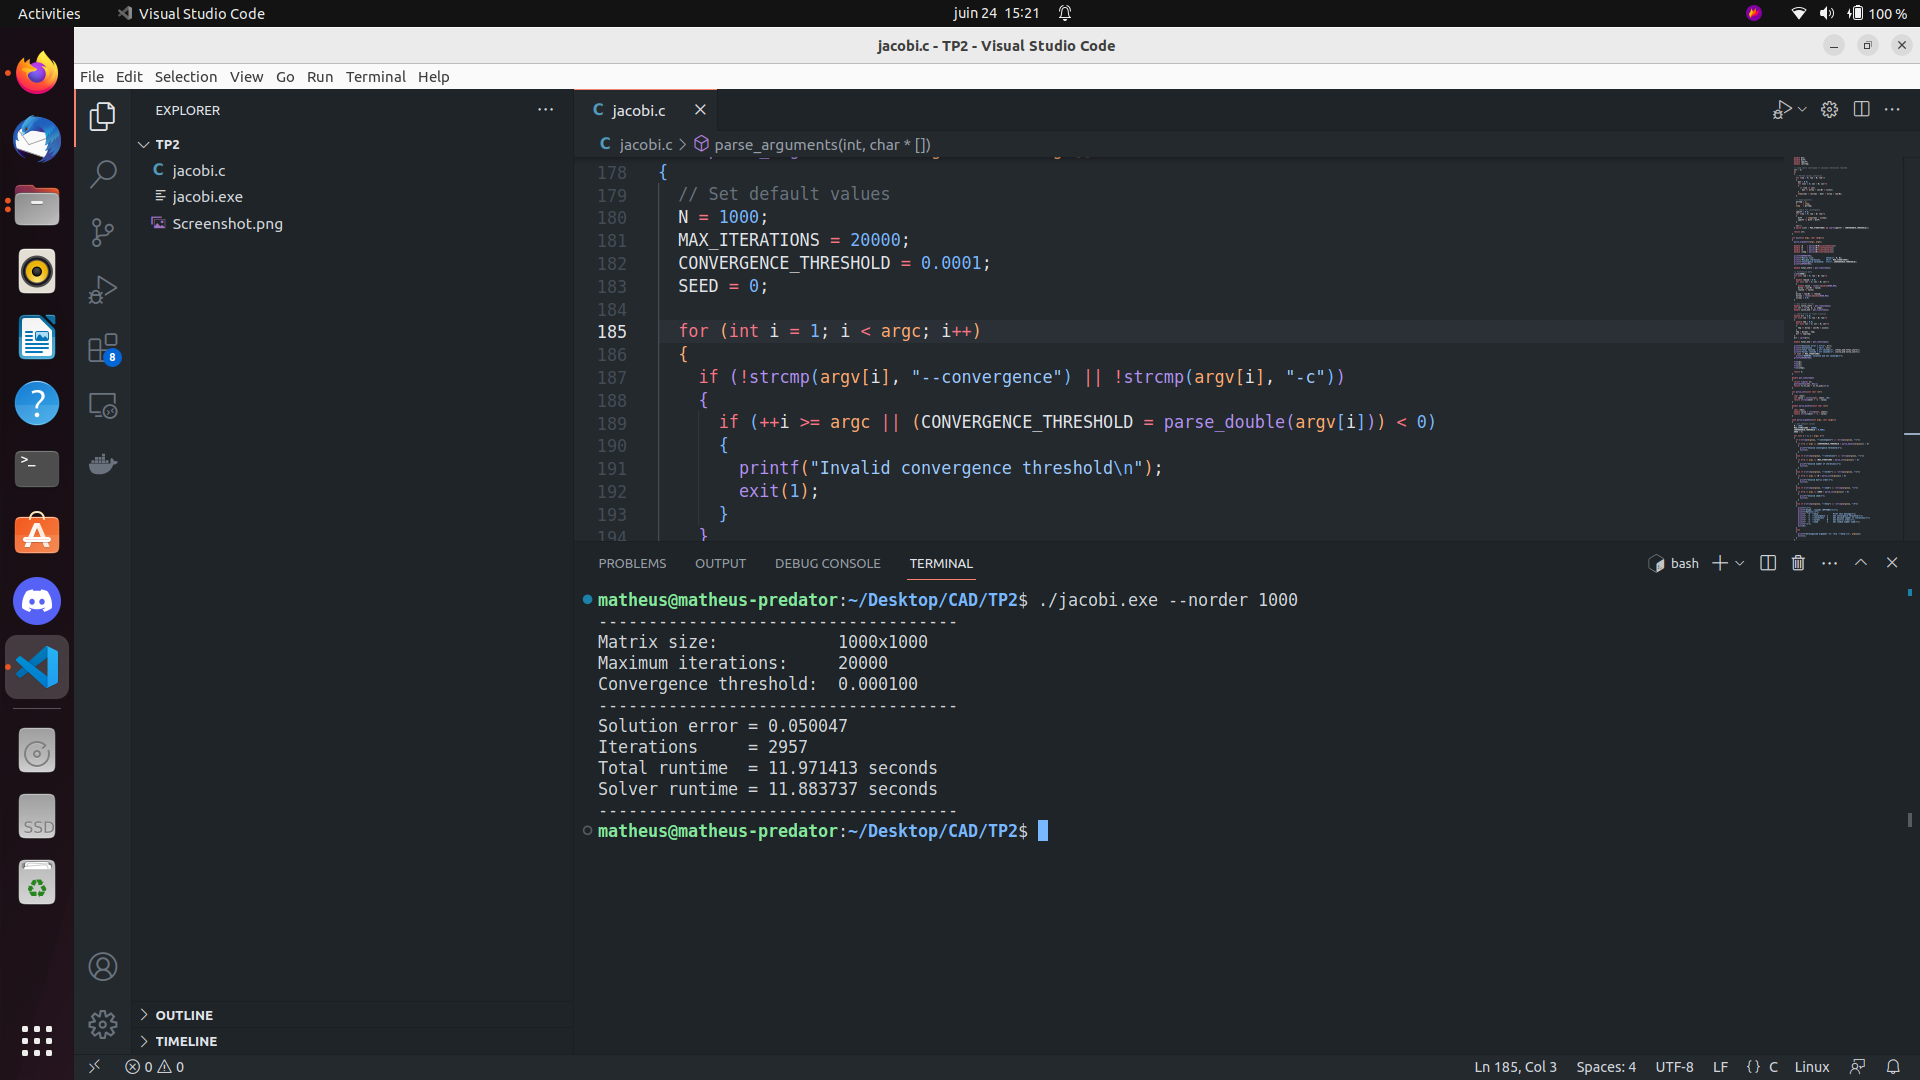 Activities Visual Studio Code juin 24 15:21 100 %
jacobi.c - TP2 - Visual Studio Code
File Edit Selection View Go Run Terminal Help
EXPLORER
TP2
C jacobi.c
jacobi.exe
Screenshot.png
8
OUTLINE
TIMELINE
C jacobi.c
C jacobi.c > parse_arguments(int, char * [])
178 {
179 // Set default values
180 N = 1000;
181 MAX_ITERATIONS = 20000;
182 CONVERGENCE_THRESHOLD = 0.0001;
183 SEED = 0;
184
185 for (int i = 1; i < argc; i++)
186 {
187 if (!strcmp(argv[i], "--convergence") || !strcmp(argv[i], "-c"))
188 {
189 if (++i >= argc || (CONVERGENCE_THRESHOLD = parse_double(argv[i])) < 0)
190 {
191 printf("Invalid convergence threshold\n");
192 exit(1);
193 }
194 }
PROBLEMS OUTPUT DEBUG CONSOLE TERMINAL bash
matheus@matheus-predator:~/Desktop/CAD/TP2$ ./jacobi.exe --norder 1000
------------------------------------
Matrix size: 1000x1000
Maximum iterations: 20000
Convergence threshold: 0.000100
------------------------------------
Solution error = 0.050047
Iterations = 2957
Total runtime = 11.971413 seconds
Solver runtime = 11.883737 seconds
------------------------------------
matheus@matheus-predator:~/Desktop/CAD/TP2$
SSD
0 0 Ln 185, Col 3 Spaces: 4 UTF-8 LF {} C Linux